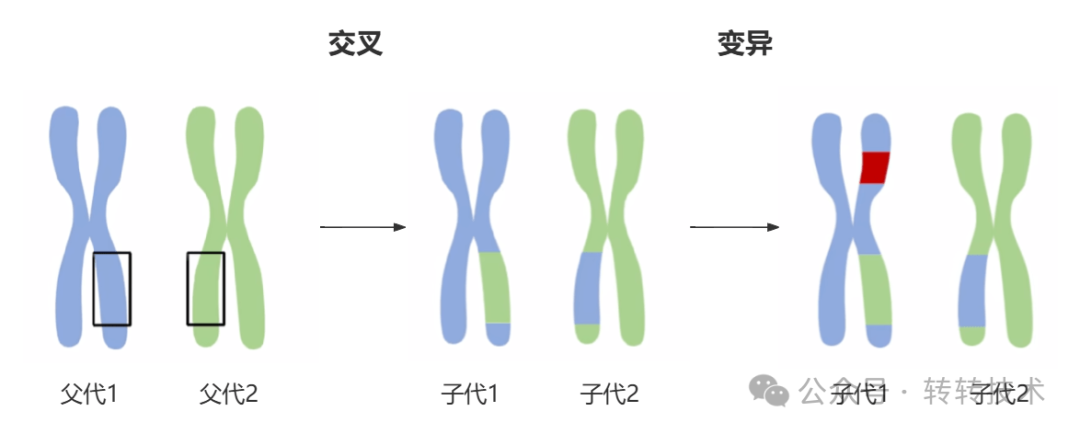 交叉
变异
父代1
父代2
子代1
子代2
子代1
子代2
公众号 · 转转技术